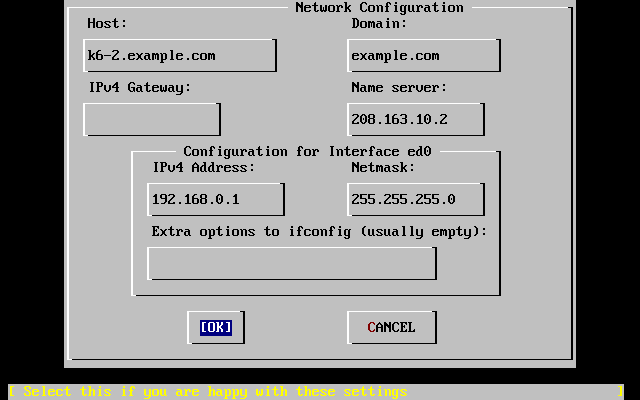 Network Configuration
Host: Domain:
k6-2.example.com example.com
IPv4 Gateway: Name server:
208.163.10.2
Configuration for Interface ed0
IPv4 Address: Netmask:
192.168.0.1 255.255.255.0
Extra options to ifconfig (usually empty):
[OK] CANCEL
[ Select this if you are happy with these settings ]